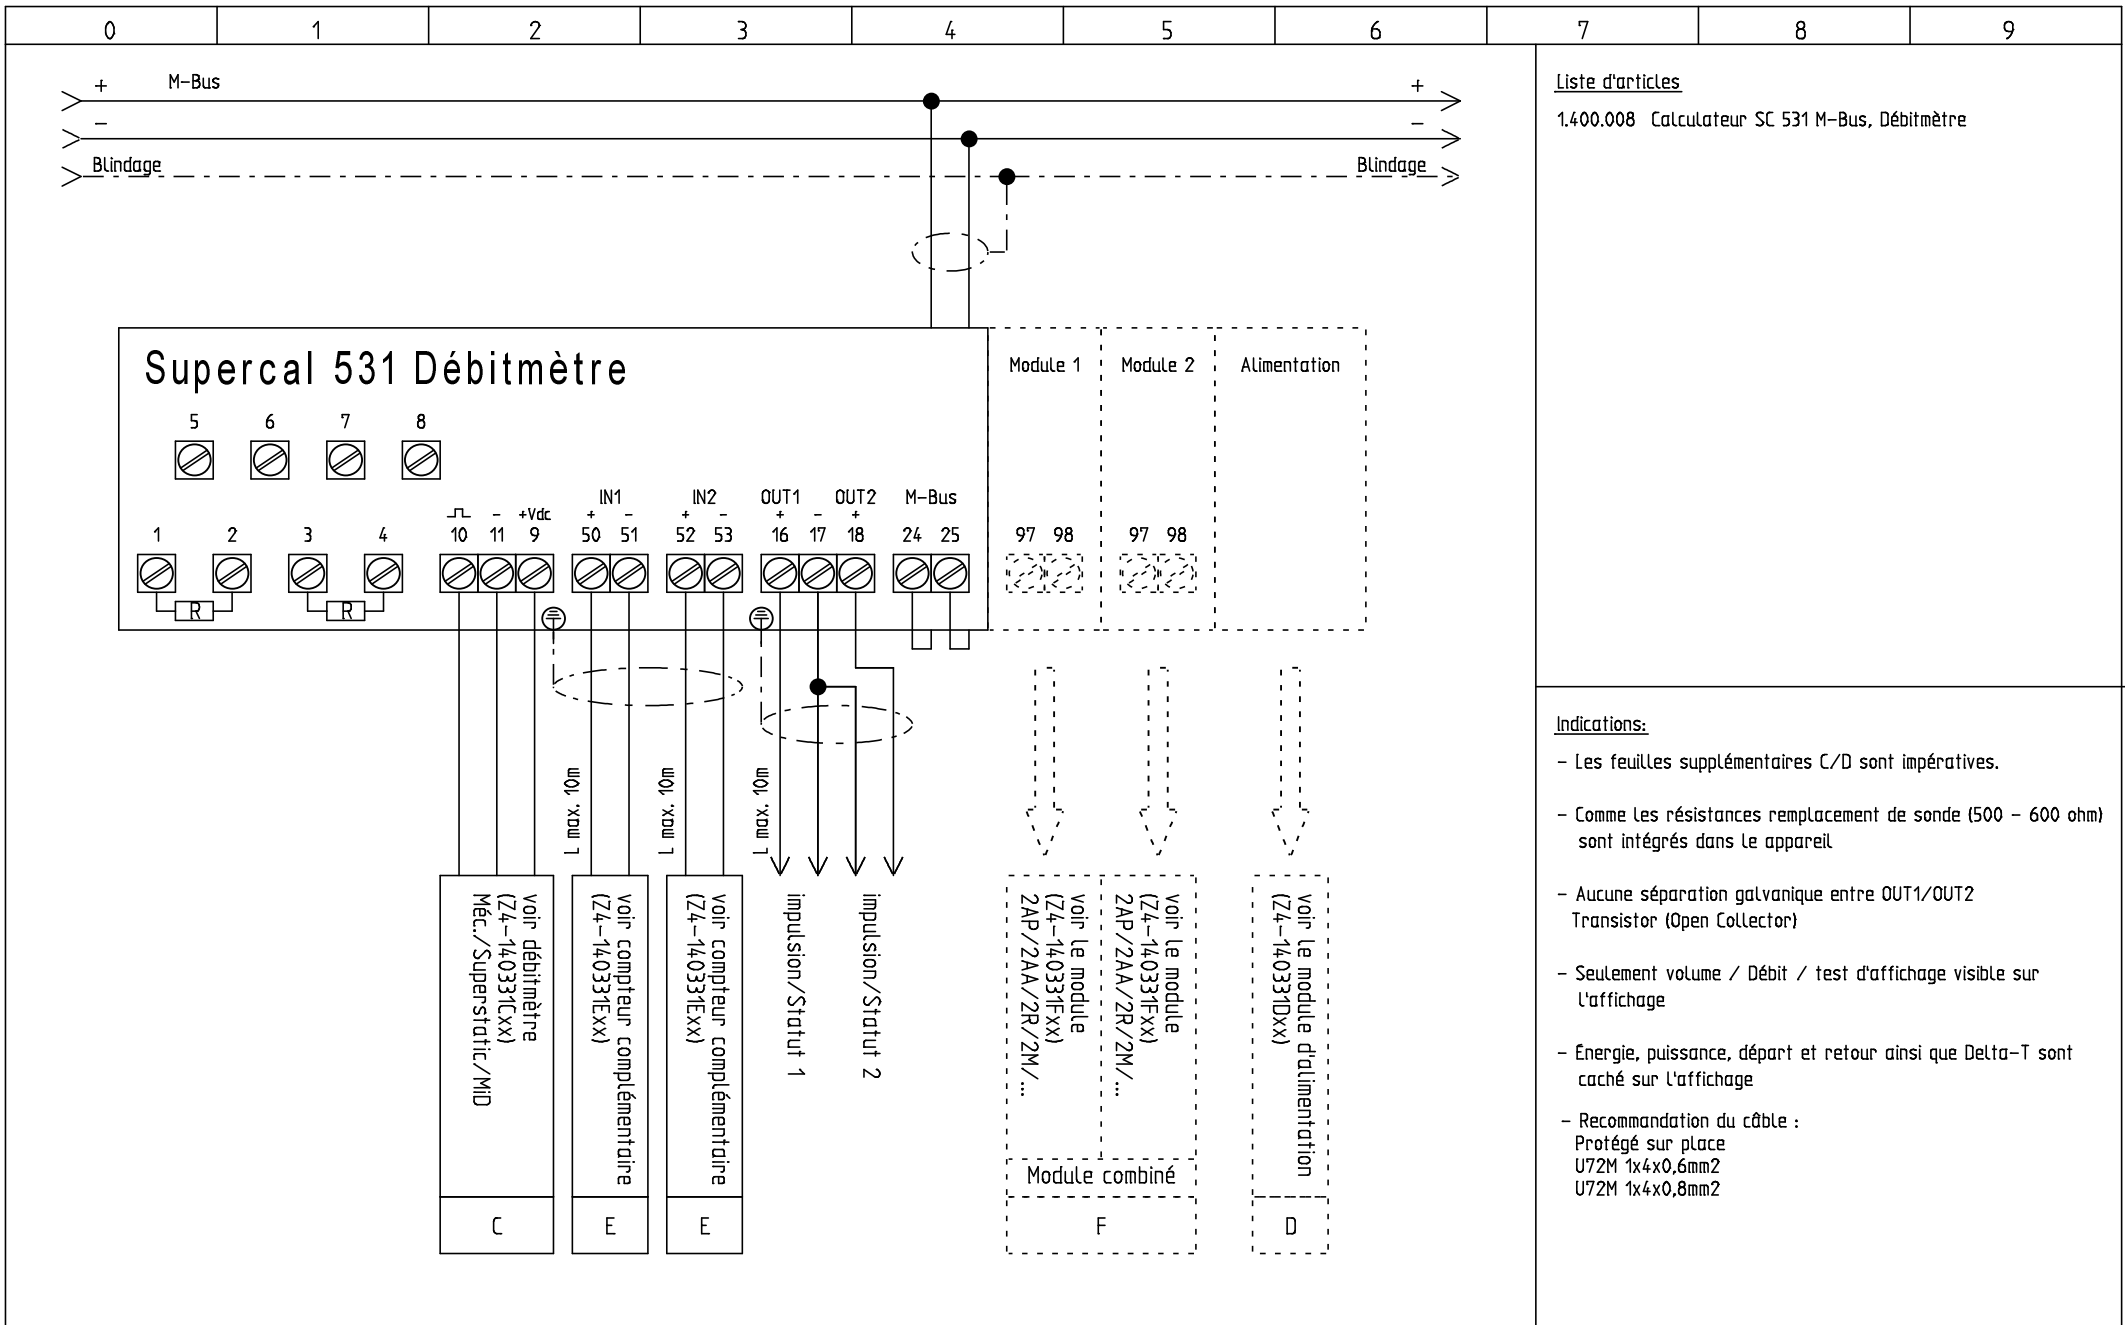 0 1 2 3 4 5 6 7 8 9
+ M-Bus +
- -
Blindage Blindage
Supercal 531 Débitmètre
Module 1 Module 2 Alimentation
5 6 7 8
IN1 IN2 OUT1 OUT2 M-Bus
- +Vdc + - + - + - +
1 2 3 4 10 11 9 50 51 52 53 16 17 18 24 25 97 98 97 98
R R
L max. 10m
L max. 10m
L max. 10m
voir débitmètre
(Z4-140331Cxx)
Méc./Superstatic/MID
C
voir compteur complémentaire
(Z4-140331Exx)
E
voir compteur complémentaire
(Z4-140331Exx)
E
impulsion/Statut 1
impulsion/Statut 2
voir le module
(Z4-140331Fxx)
2AP/2AA/2R/2M/...
voir le module
(Z4-140331Fxx)
2AP/2AA/2R/2M/...
Module combiné
F
voir le module d'alimentation
(Z4-140331Dxx)
D
Liste d'articles
1.400.008 Calculateur SC 531 M-Bus, Débitmètre
Indications:
- Les feuilles supplémentaires C/D sont impératives.
- Comme les résistances remplacement de sonde (500 - 600 ohm)
sont intégrés dans le appareil
- Aucune séparation galvanique entre OUT1/OUT2
Transistor (Open Collector)
- Seulement volume / Débit / test d'affichage visible sur
l'affichage
- Énergie, puissance, départ et retour ainsi que Delta-T sont
caché sur l'affichage
- Recommandation du câble :
Protégé sur place
U72M 1x4x0,6mm2
U72M 1x4x0,8mm2